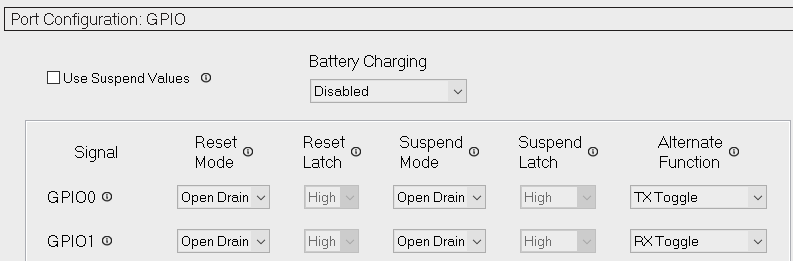 Port Configuration: GPIO
Battery Charging
Use Suspend Values
Disabled
Signal Reset Mode Reset Latch Suspend Mode Suspend Latch Alternate Function
GPIO0 Open Drain High Open Drain High TX Toggle
GPIO1 Open Drain High Open Drain High RX Toggle